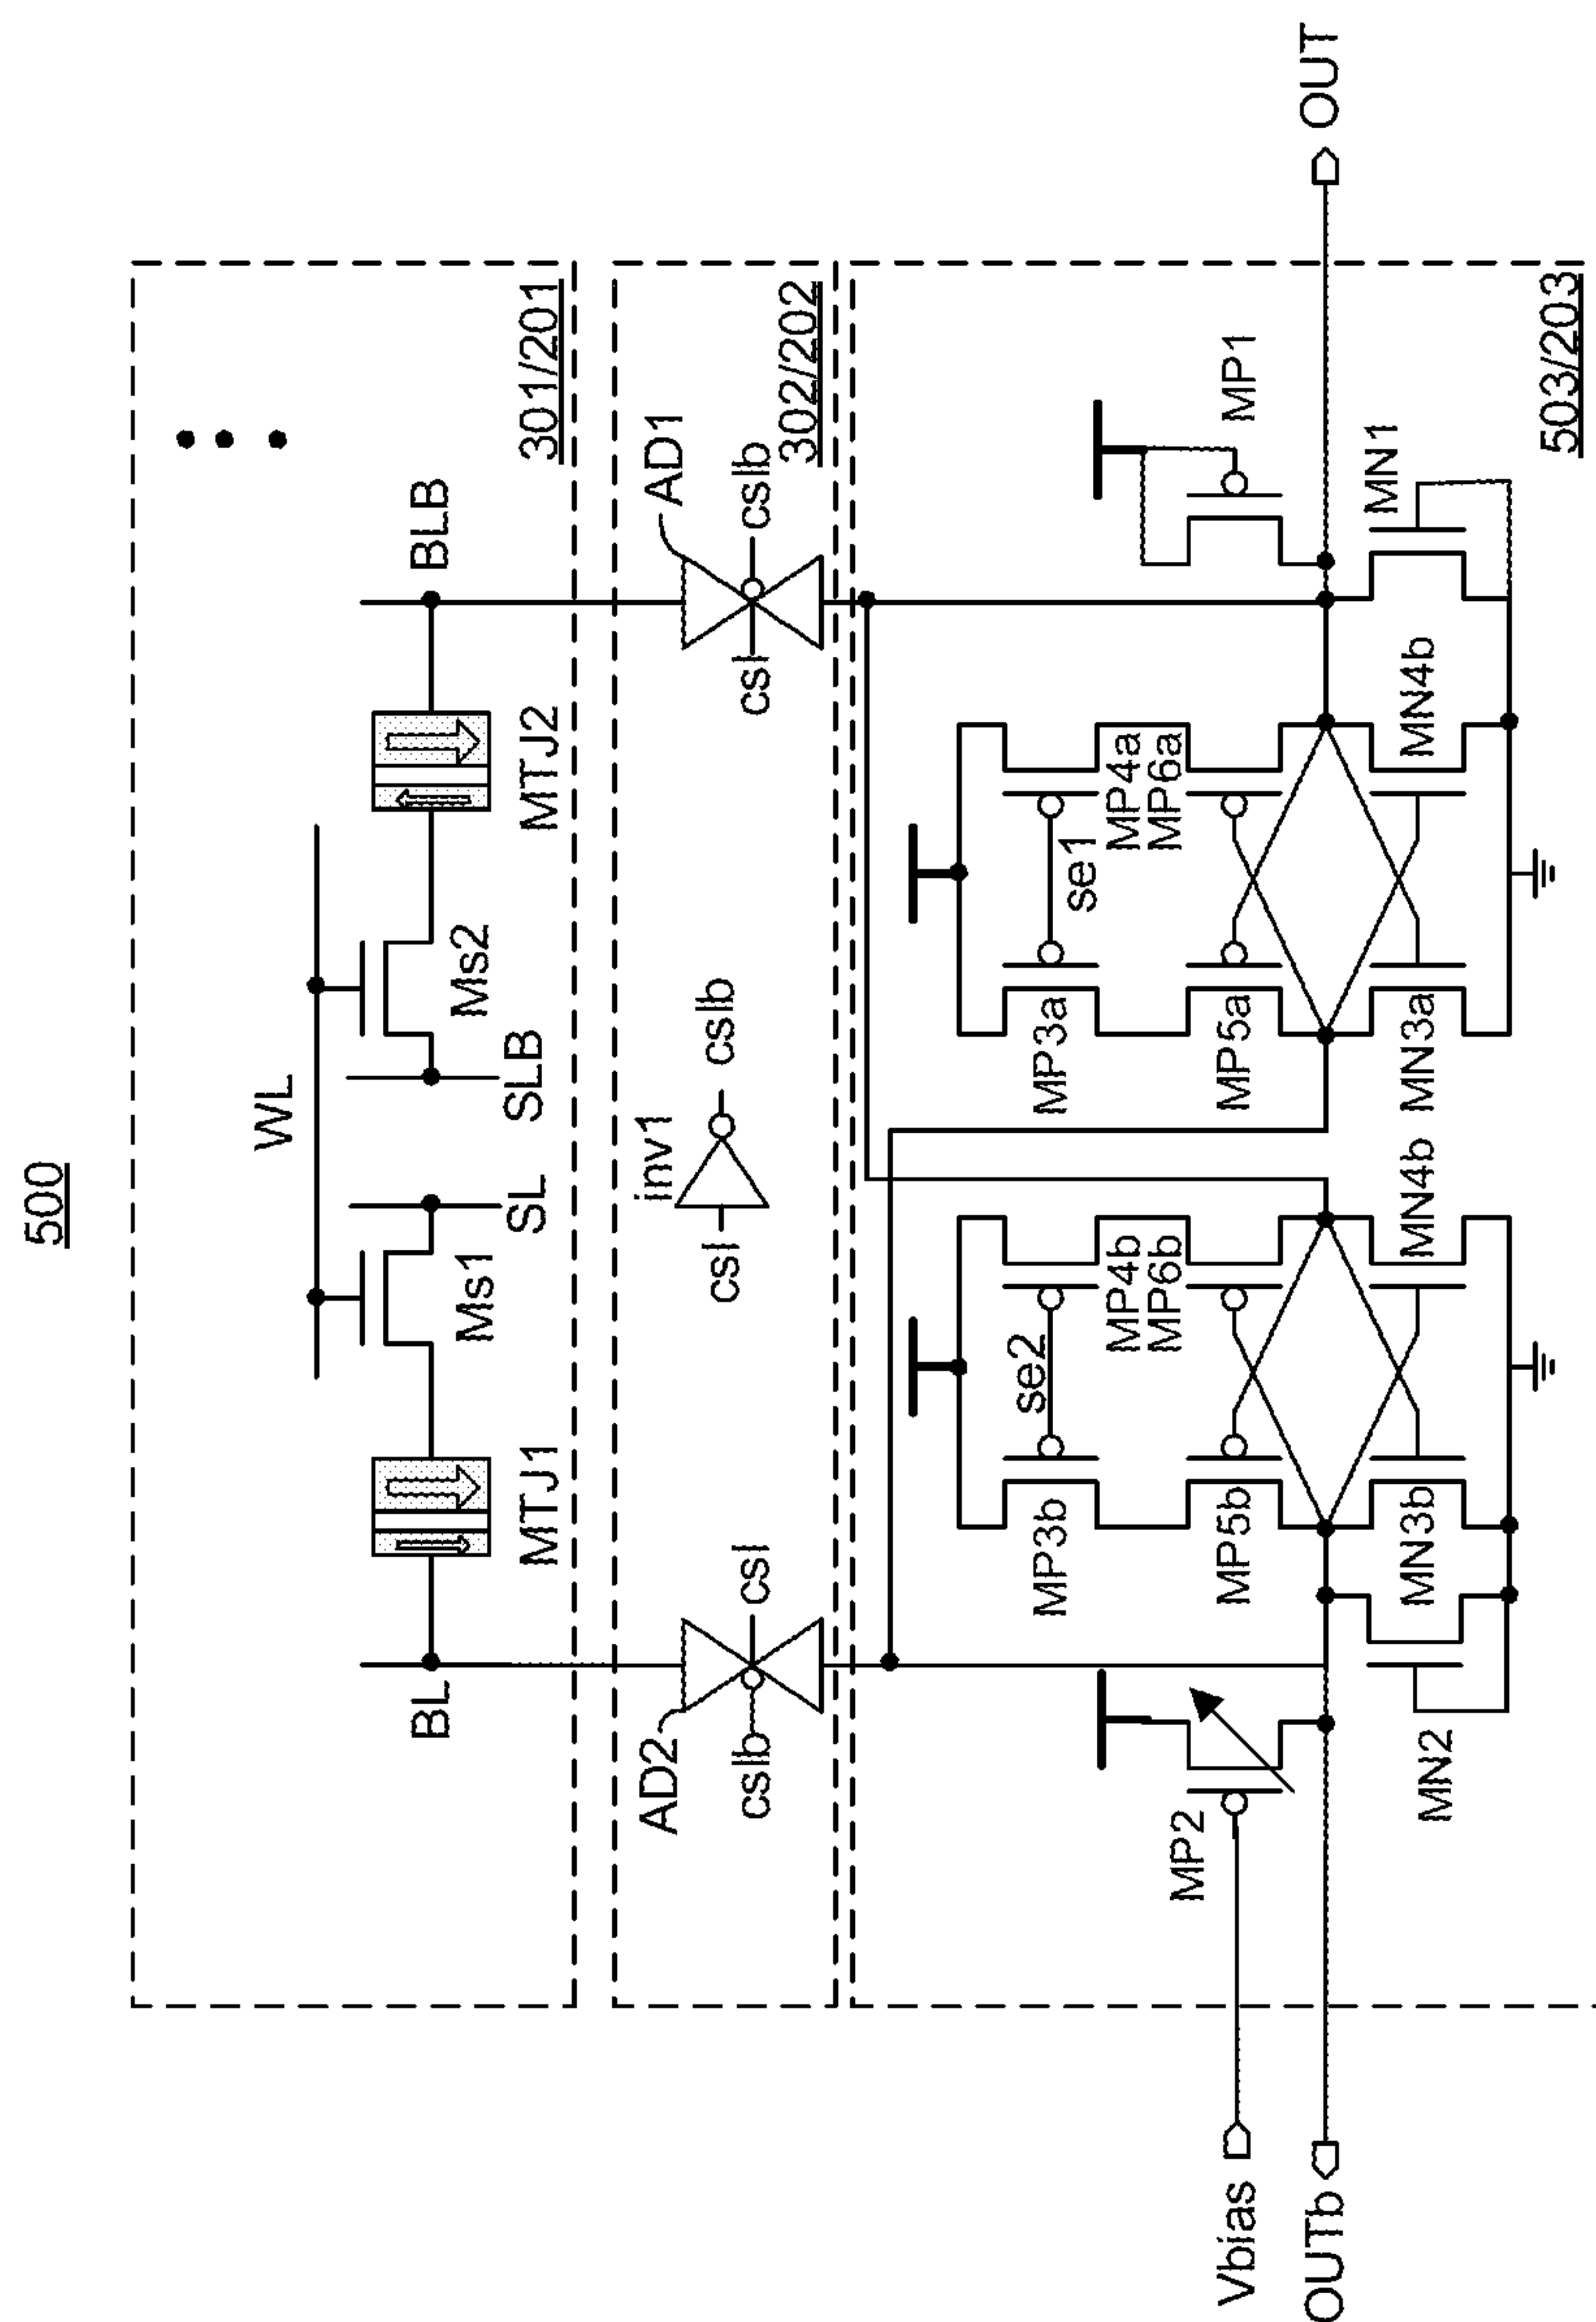 500
WL
BL
MTJ1
Ms1
SL
SLB
Ms2
MTJ2
BLB
301/201
AD2
cslb
csl
csl
inv1
cslb
csl
AD1
cslb
302/202
Vbias
OUTb
MP2
MN2
MP3b
se2
MP4b
MP5b
MP6b
MN3b
MN4b
MP3a
se1
MP4a
MP5a
MP6a
MN3a
MN4b
MP1
MN1
OUT
503/203